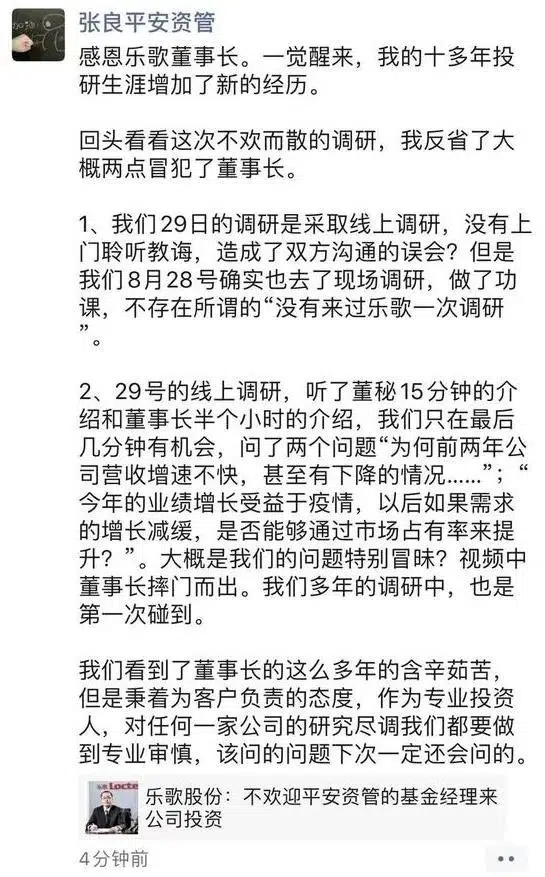 张良平安资管
感恩乐歌董事长。一觉醒来，我的十多年投
研生涯增加了新的经历。
回头看看这次不欢而散的调研，我反省了大
概两点冒犯了董事长。
1、我们29日的调研是采取线上调研，没有上
门聆听教诲，造成了双方沟通的误会？但是
我们8月28号确实也去了现场调研，做了功
课，不存在所谓的“没有来过乐歌一次调研
”。
2、29号的线上调研，听了董秘15分钟的介
绍和董事长半个小时的介绍，我们只在最后
几分钟有机会，问了两个问题“为何前两年公
司营收增速不快，甚至有下降的情况……”；“
今年的业绩增长受益于疫情，以后如果需求
的增长减缓，是否能够通过市场占有率来提
升？”。大概是我们的问题特别冒昧？视频中
董事长摔门而出。我们多年的调研中，也是
第一次碰到。
我们看到了董事长的这么多年的含辛茹苦，
但是秉着为客户负责的态度，作为专业投资
人，对任何一家公司的研究尽调我们都要做
到专业审慎，该问的问题下次一定还会问的。
乐歌 Locte
乐歌股份：不欢迎平安资管的基金经理来
公司投资
4分钟前